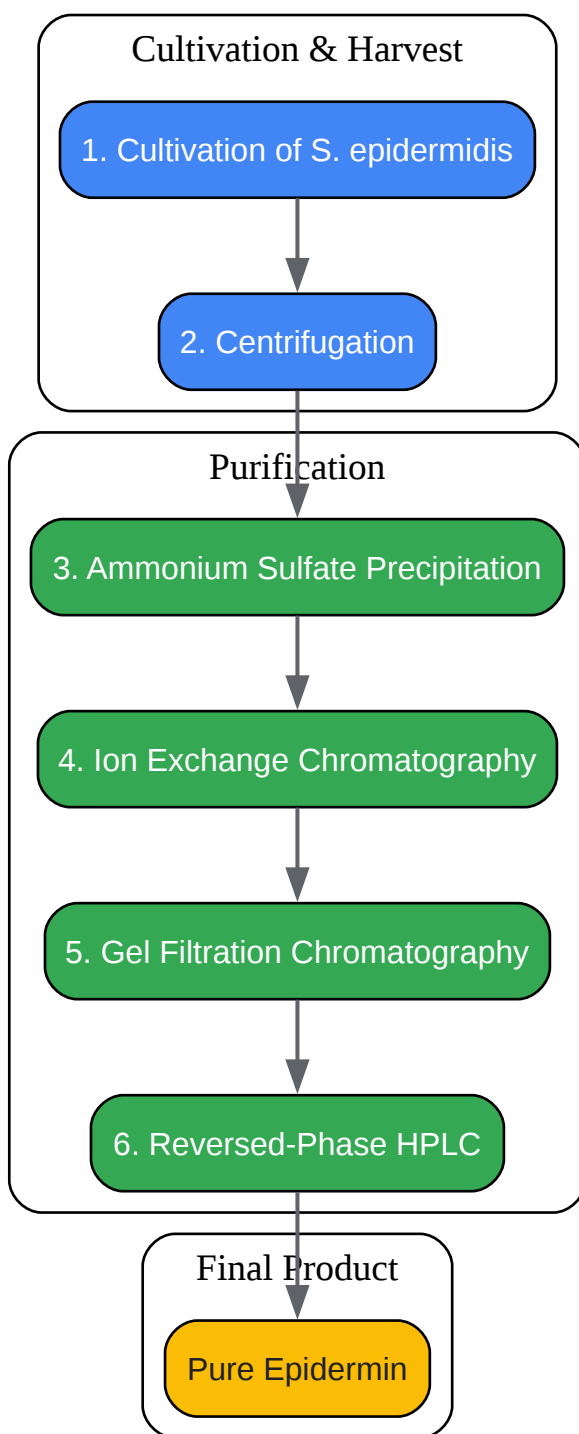 Cultivation & Harvest
1. Cultivation of S. epidermidis
2. Centrifugation
Purification
3. Ammonium Sulfate Precipitation
4. Ion Exchange Chromatography
5. Gel Filtration Chromatography
6. Reversed-Phase HPLC
Final Product
Pure Epidermin